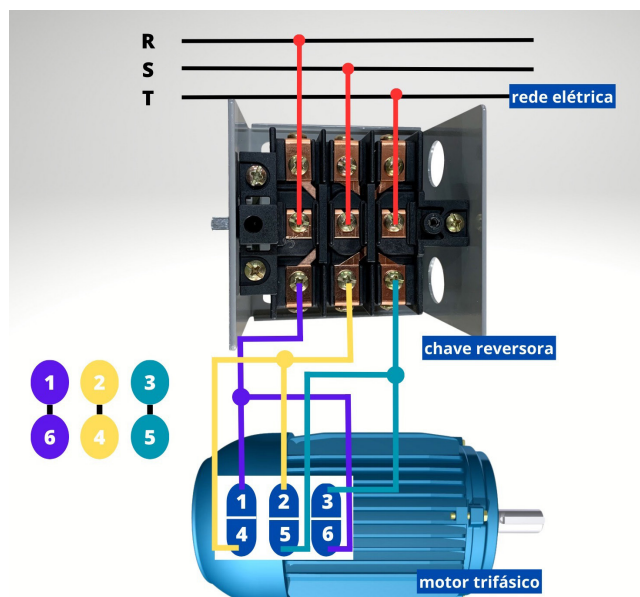 R
S
T
rede elétrica
chave reversora
1 2 3
6 4 5
1 2 3
4 5 6
motor trifásico